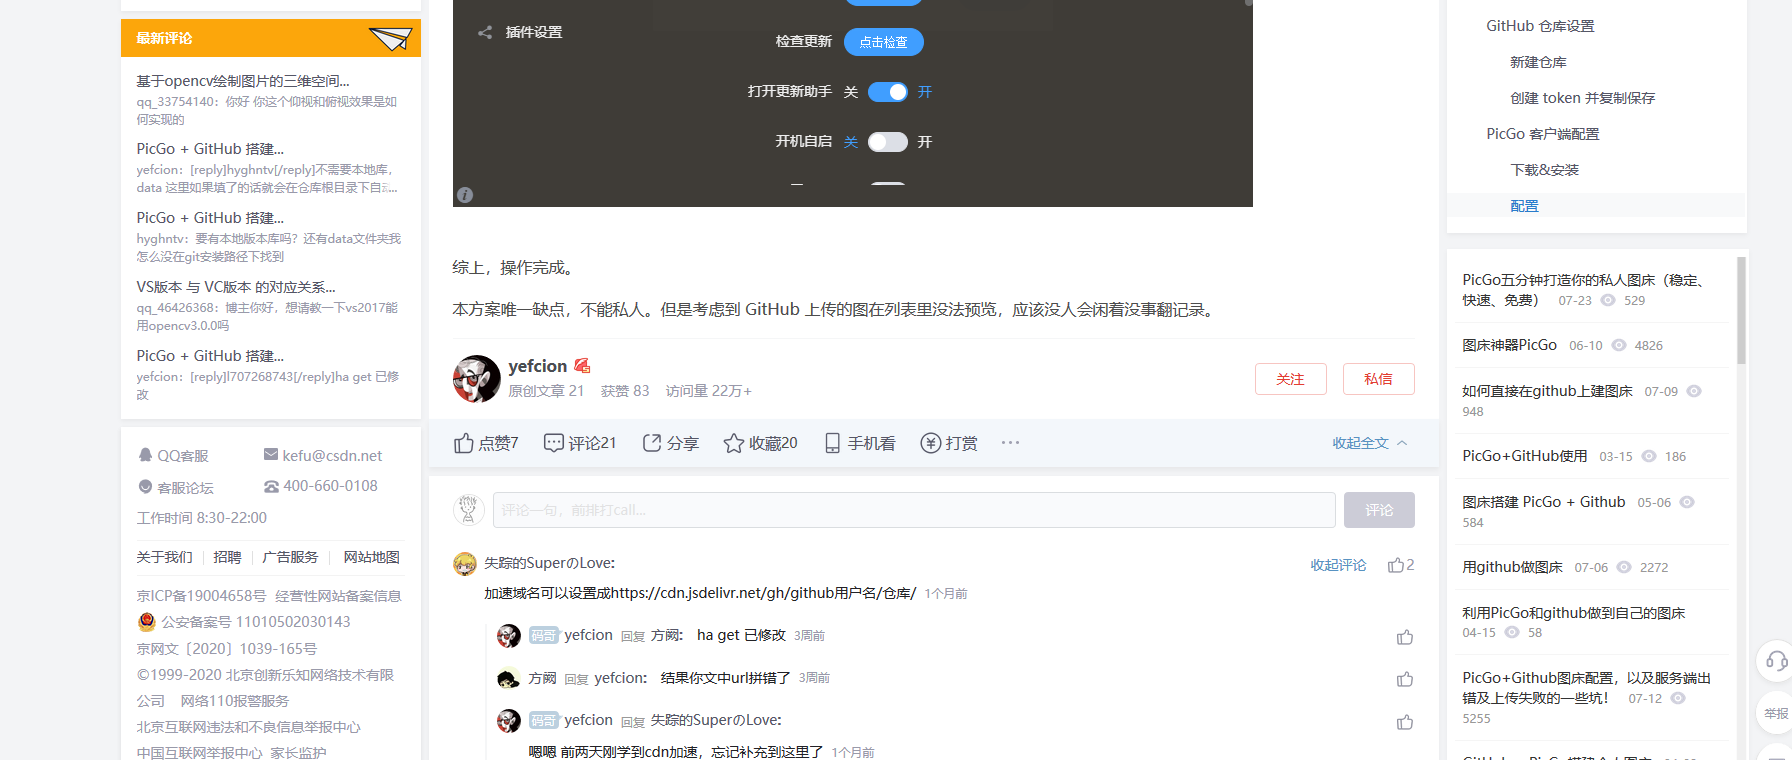 最新评论
基于opencv绘制图片的三维空间...
qq_33754140：你好 你这个仰视和俯视效果是如
何实现的
PicGo + GitHub 搭建...
yefcion：[reply]hyghntv[/reply]不需要本地库，
data 这里如果填了的话就会在仓库根目录下自动...
PicGo + GitHub 搭建...
hyghntv：要有本地版本库吗？还有data文件夹我
怎么没在git安装路径下找到
VS版本 与 VC版本 的对应关系...
qq_46426368：博主你好，想请教一下vs2017能
用opencv3.0.0吗
PicGo + GitHub 搭建...
yefcion：[reply]l707268743[/reply]ha get 已修
改
QQ客服 kefu@csdn.net
客服论坛 400-660-0108
工作时间 8:30-22:00
关于我们 招聘 广告服务 网站地图
京ICP备19004658号 经营性网站备案信息
公安备案号 11010502030143
京网文〔2020〕1039-165号
©1999-2020 北京创新乐知网络技术有限
公司 网络110报警服务
北京互联网违法和不良信息举报中心
中国互联网举报中心 家长监护
插件设置
检查更新 点击检查
打开更新助手 关 开
开机自启 关 开
综上，操作完成。
本方案唯一缺点，不能私人。但是考虑到 GitHub 上传的图在列表里没法预览，应该没人会闲着没事翻记录。
yefcion
原创文章 21 获赞 83 访问量 22万+
关注 私信
点赞7 评论21 分享 收藏20 手机看 打赏 ··· 收起全文
评论一句，前排打call...
评论
失踪的SuperのLove:
收起评论 2
加速域名可以设置成https://cdn.jsdelivr.net/gh/github用户名/仓库/ 1个月前
码哥 yefcion 回复 方阙: ha get 已修改 3周前
方阙 回复 yefcion: 结果你文中url拼错了 3周前
码哥 yefcion 回复 失踪的SuperのLove:
嗯嗯 前两天刚学到cdn加速，忘记补充到这里了 1个月前
GitHub 仓库设置
新建仓库
创建 token 并复制保存
PicGo 客户端配置
下载&安装
配置
PicGo五分钟打造你的私人图床（稳定、
快速、免费） 07-23 529
图床神器PicGo 06-10 4826
如何直接在github上建图床 07-09
948
PicGo+GitHub使用 03-15 186
图床搭建 PicGo + Github 05-06
584
用github做图床 07-06 2272
利用PicGo和github做到自己的图床
04-15 58
PicGo+Github图床配置，以及服务端出
错及上传失败的一些坑！ 07-12
5255
举报